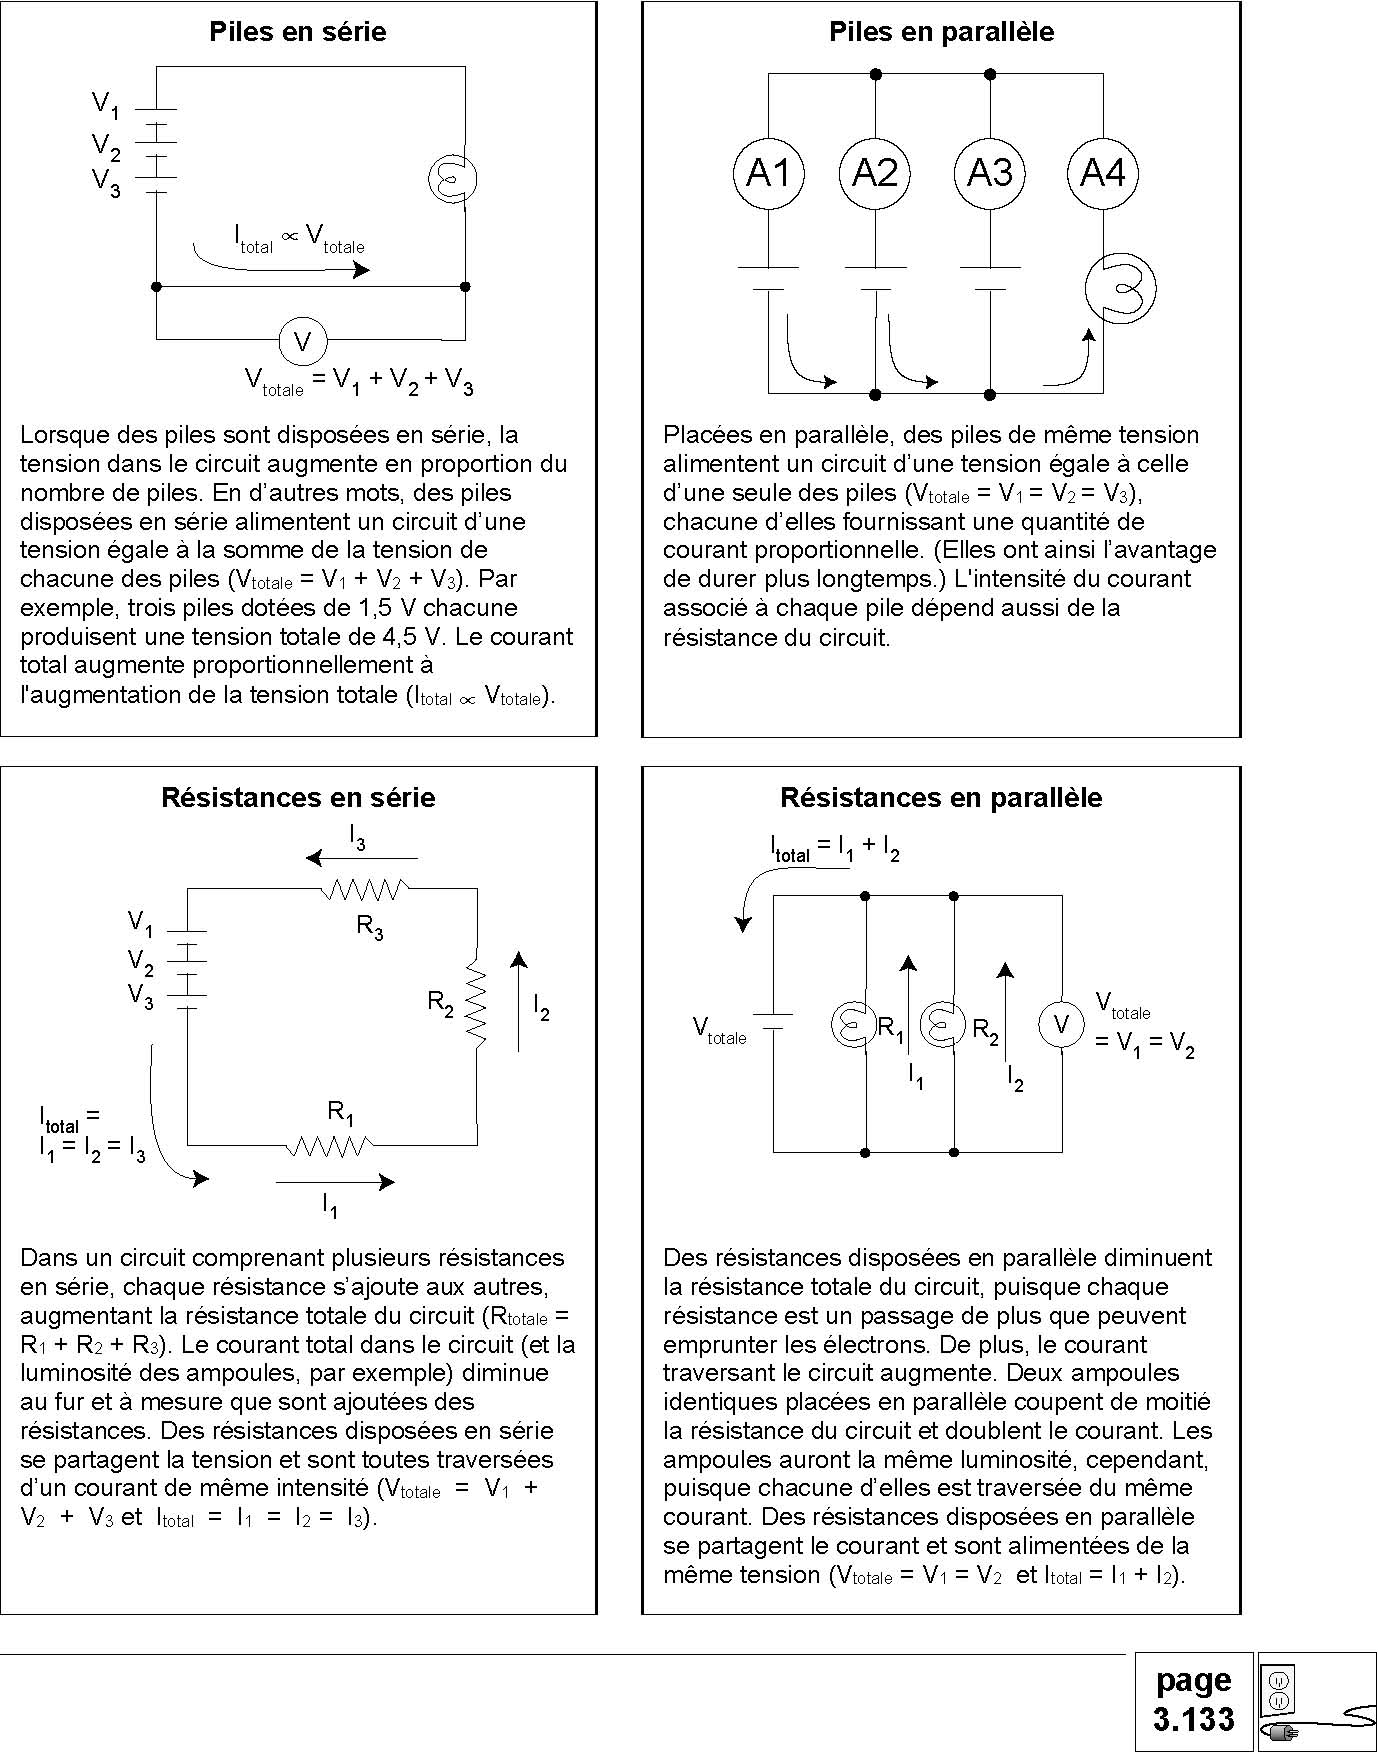 Piles en série
V1
V2
V3
Itotal ∝ Vtotale
V
Vtotale = V1 + V2 + V3
Lorsque des piles sont disposées en série, la
tension dans le circuit augmente en proportion du
nombre de piles. En d’autres mots, des piles
disposées en série alimentent un circuit d’une
tension égale à la somme de la tension de
chacune des piles (Vtotale = V1 + V2 + V3). Par
exemple, trois piles dotées de 1,5 V chacune
produisent une tension totale de 4,5 V. Le courant
total augmente proportionnellement à
l'augmentation de la tension totale (Itotal ∝ Vtotale).
Piles en parallèle
A1 A2 A3 A4
Placées en parallèle, des piles de même tension
alimentent un circuit d’une tension égale à celle
d’une seule des piles (Vtotale = V1 = V2 = V3),
chacune d’elles fournissant une quantité de
courant proportionnelle. (Elles ont ainsi l’avantage
de durer plus longtemps.) L'intensité du courant
associé à chaque pile dépend aussi de la
résistance du circuit.
Résistances en série
I3
R3
V1
V2
V3
R2
I2
R1
Itotal =
I1 = I2 = I3
I1
Dans un circuit comprenant plusieurs résistances
en série, chaque résistance s’ajoute aux autres,
augmentant la résistance totale du circuit (Rtotale =
R1 + R2 + R3). Le courant total dans le circuit (et la
luminosité des ampoules, par exemple) diminue
au fur et à mesure que sont ajoutées des
résistances. Des résistances disposées en série
se partagent la tension et sont toutes traversées
d’un courant de même intensité (Vtotale = V1 +
V2 + V3 et Itotal = I1 = I2 = I3).
Résistances en parallèle
Itotal = I1 + I2
Vtotale
R1
I1
R2
I2
V
Vtotale
= V1 = V2
Des résistances disposées en parallèle diminuent
la résistance totale du circuit, puisque chaque
résistance est un passage de plus que peuvent
emprunter les électrons. De plus, le courant
traversant le circuit augmente. Deux ampoules
identiques placées en parallèle coupent de moitié
la résistance du circuit et doublent le courant. Les
ampoules auront la même luminosité, cependant,
puisque chacune d’elles est traversée du même
courant. Des résistances disposées en parallèle
se partagent le courant et sont alimentées de la
même tension (Vtotale = V1 = V2 et Itotal = I1 + I2).
page
3.133